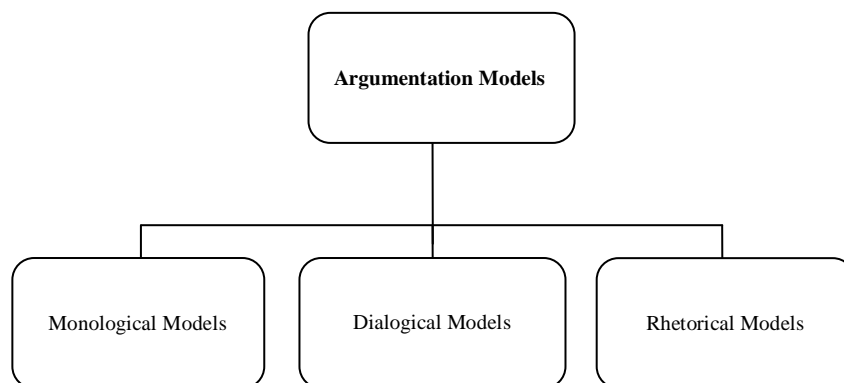 Argumentation Models
Monological Models
Dialogical Models
Rhetorical Models